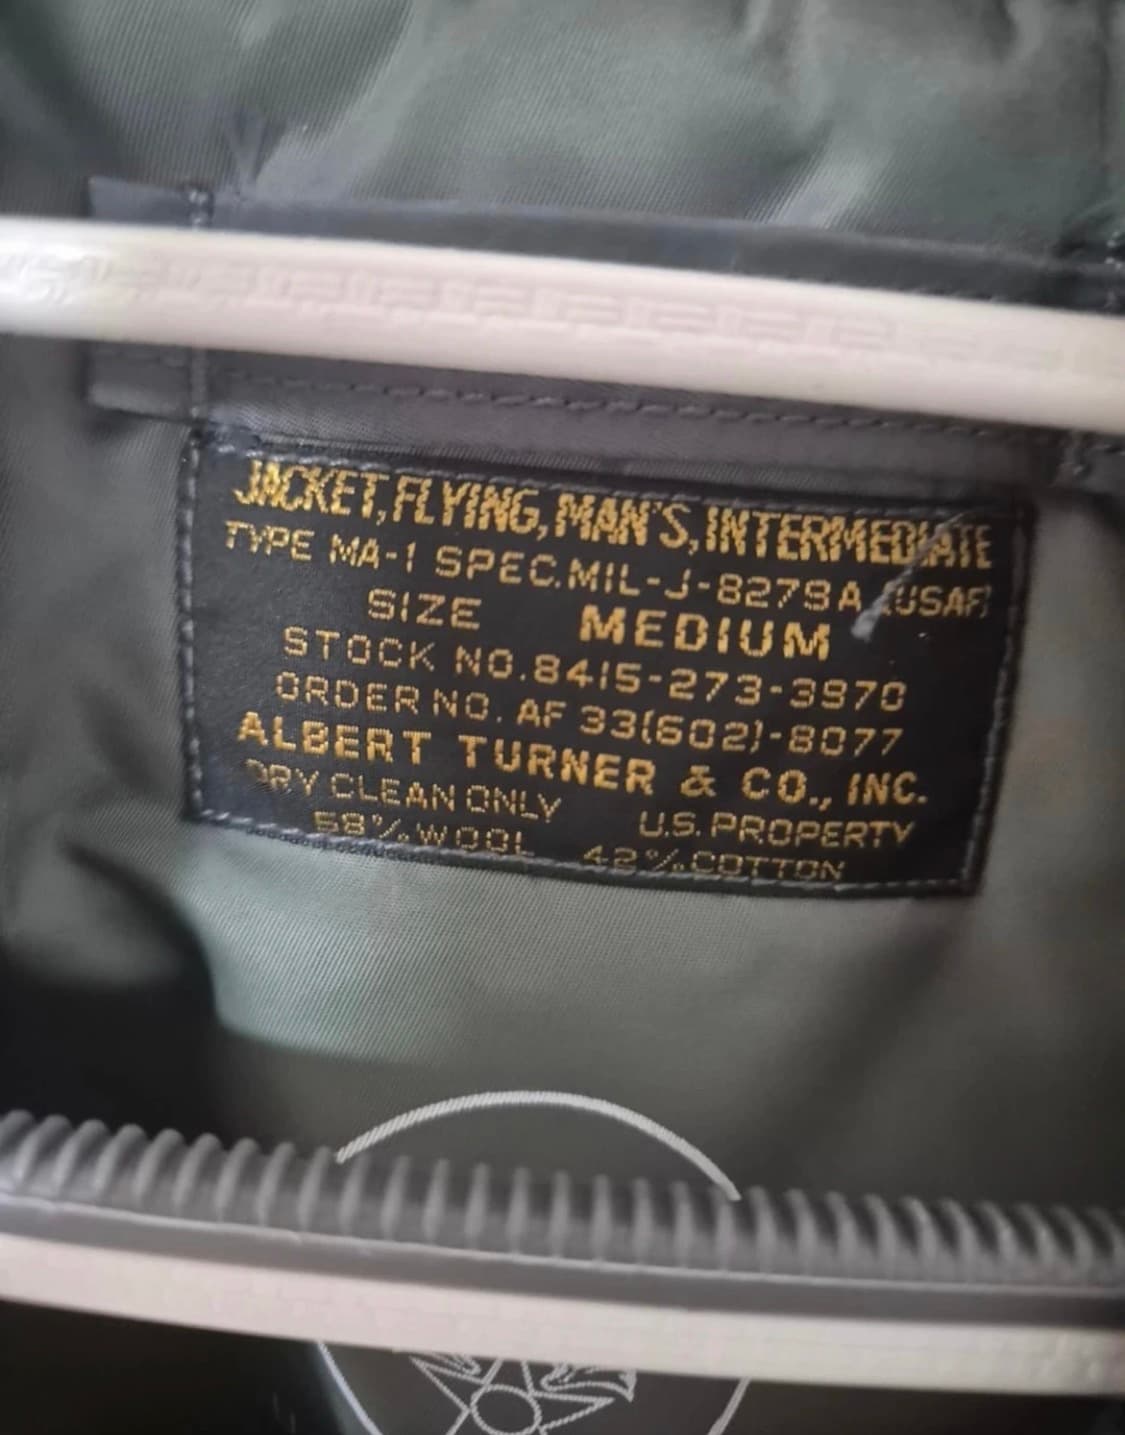 JACKET, FLYING, MAN'S, INTERMEDIATE
TYPE MA-1 SPEC. MIL-J-8279A (USAF)
SIZE MEDIUM
STOCK NO. 8415-273-3970
ORDER NO. AF 33(602)-8077
ALBERT TURNER & CO., INC.
DRY CLEAN ONLY U.S. PROPERTY
58% WOOL 42% COTTON